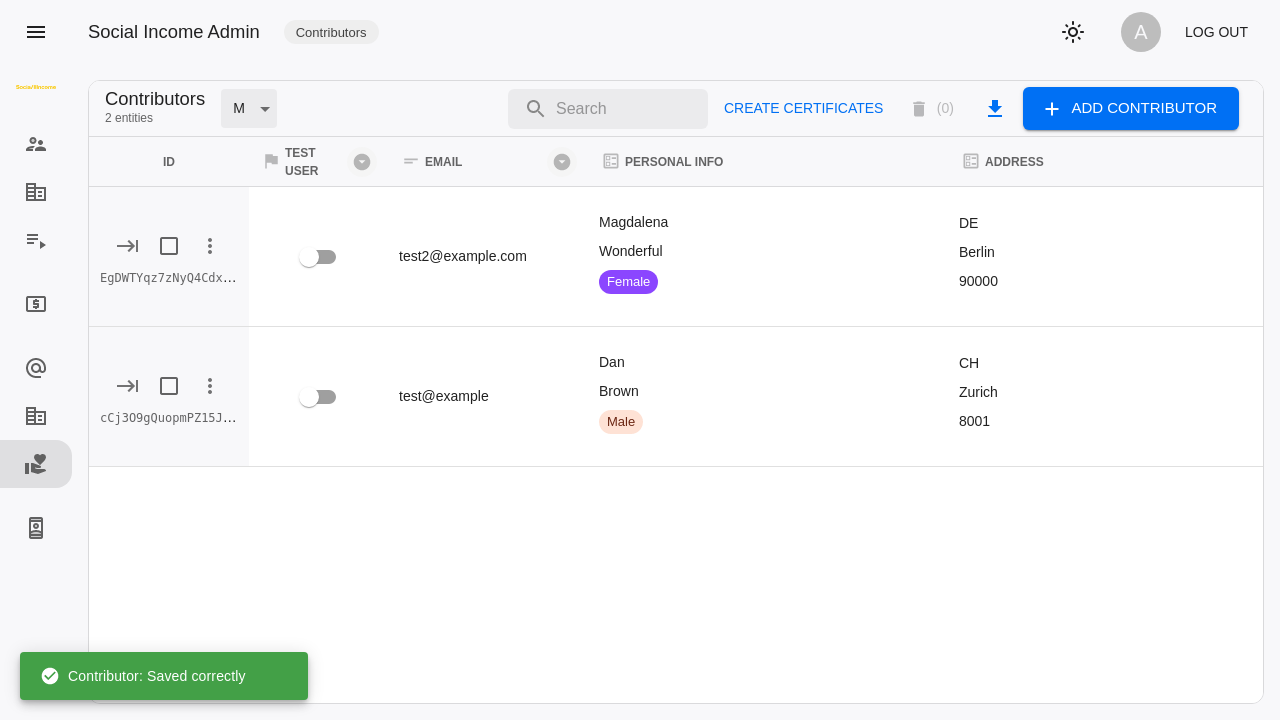 Social Income Admin
Contributors
A
LOG OUT
Social Income
Contributors
2 entities
M
Search
CREATE CERTIFICATES
(0)
ADD CONTRIBUTOR
ID
TEST
USER
EMAIL
PERSONAL INFO
ADDRESS
EgDWTYqz7zNyQ4Cdx...
test2@example.com
Magdalena
Wonderful
Female
DE
Berlin
90000
cCj3O9gQuopmPZ15J...
test@example
Dan
Brown
Male
CH
Zurich
8001
Contributor: Saved correctly